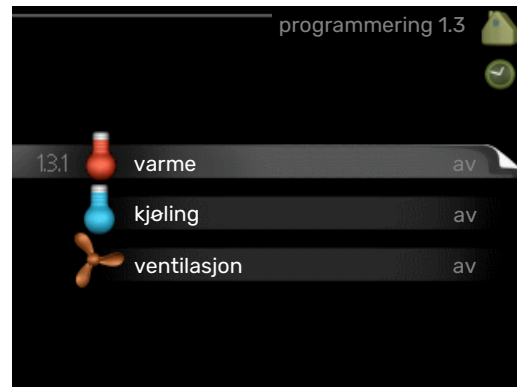 programmering 1.3
1.3.1 varme av
kjøling av
ventilasjon av